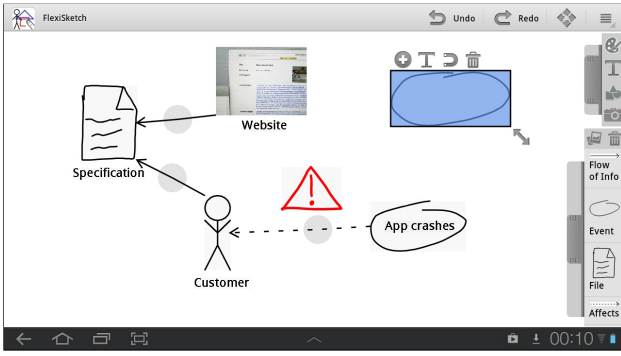 FlexiSketch
Undo
Redo
Website
Specification
Customer
App crashes
Flow
of Info
Event
File
Affects
00:10